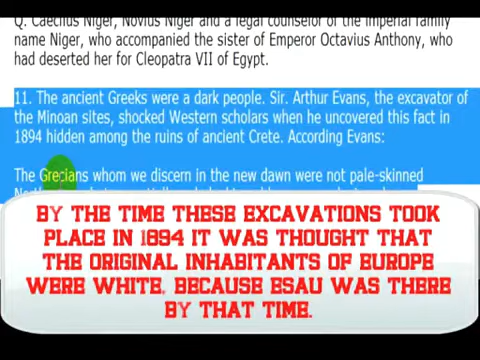 Q. Caecilius Niger, Novius Niger and a legal counselor of the imperial family
name Niger, who accompanied the sister of Emperor Octavius Anthony, who
had deserted her for Cleopatra VII of Egypt.
11. The ancient Greeks were a dark people. Sir. Arthur Evans, the excavator of
the Minoan sites, shocked Western scholars when he uncovered this fact in
1894 hidden among the ruins of ancient Crete. According Evans:
The Grecians whom we discern in the new dawn were not pale-skinned
BY THE TIME THESE EXCAVATIONS TOOK
PLACE IN 1894 IT WAS THOUGHT THAT
THE ORIGINAL INHABITANTS OF EUROPE
WERE WHITE, BECAUSE ESAU WAS THERE
BY THAT TIME.